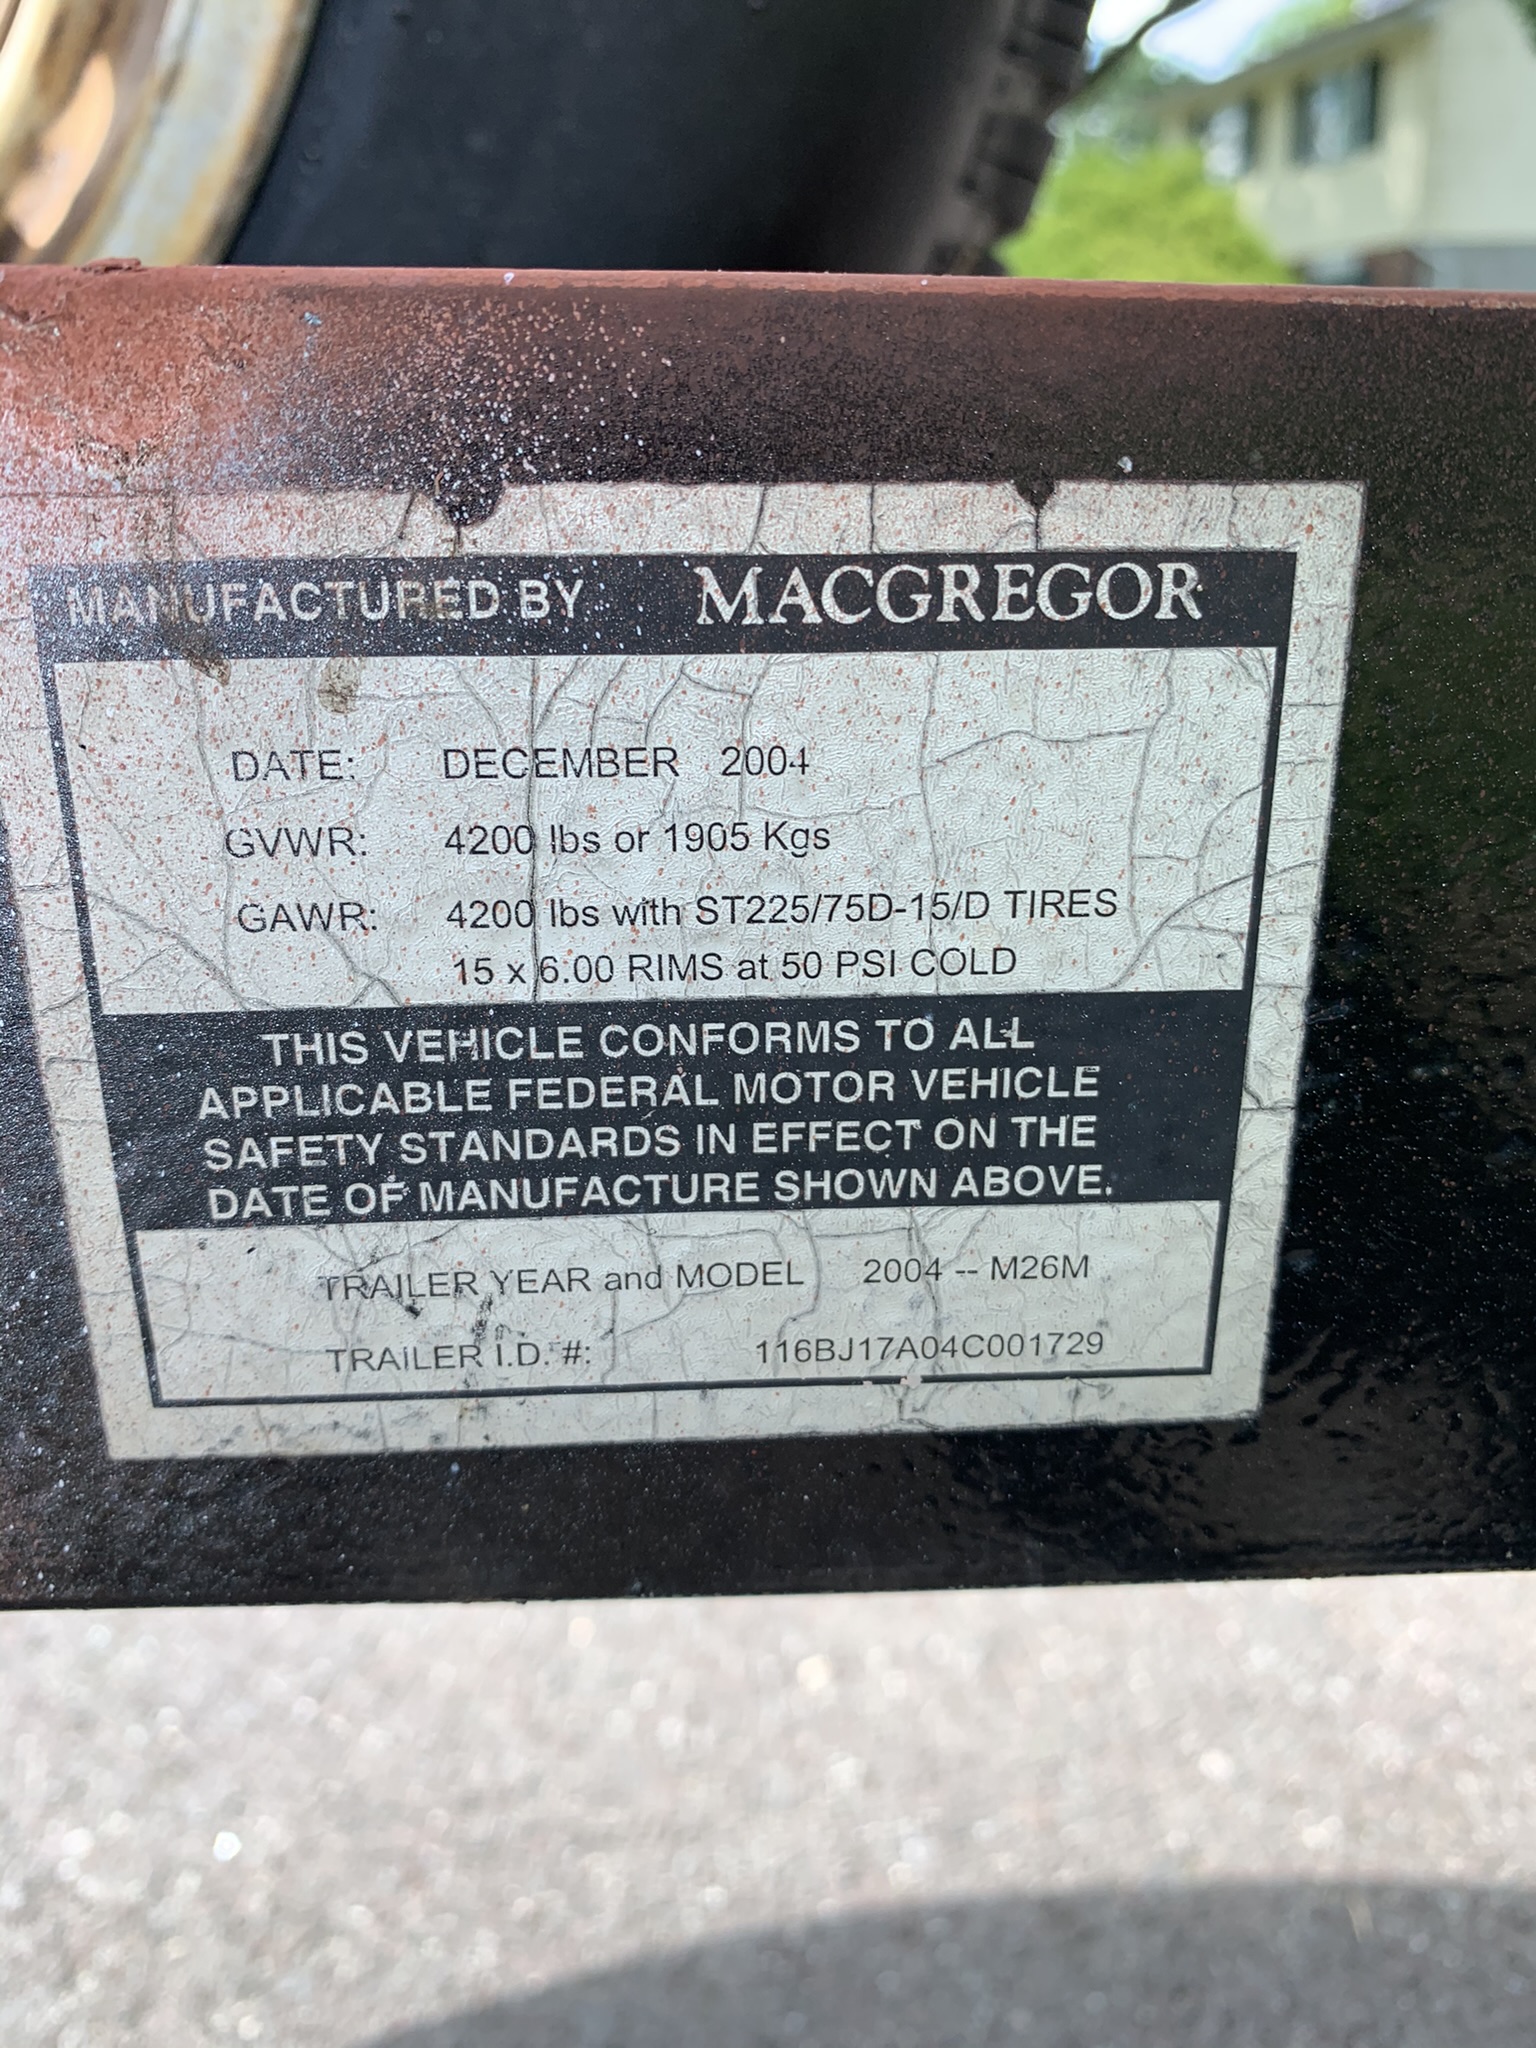 MANUFACTURED BY MACGREGOR
DATE: DECEMBER 2004
GVWR: 4200 lbs or 1905 Kgs
GAWR: 4200 lbs with ST225/75D-15/D TIRES
15 x 6.00 RIMS at 50 PSI COLD
THIS VEHICLE CONFORMS TO ALL
APPLICABLE FEDERAL MOTOR VEHICLE
SAFETY STANDARDS IN EFFECT ON THE
DATE OF MANUFACTURE SHOWN ABOVE.
TRAILER YEAR and MODEL 2004 -- M26M
TRAILER I.D. #: 116BJ17A04C001729